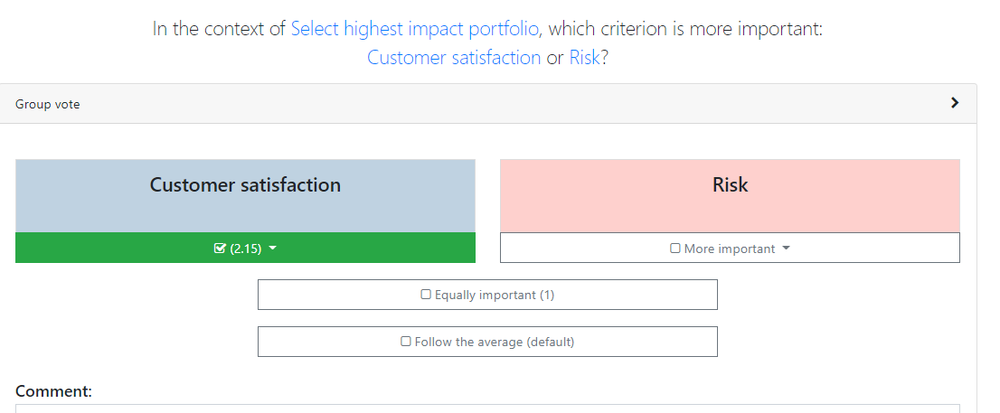 In the context of Select highest impact portfolio, which criterion is more important:
Customer satisfaction or Risk?
Group vote
Customer satisfaction
Risk
(2.15)
More important
Equally important (1)
Follow the average (default)
Comment: